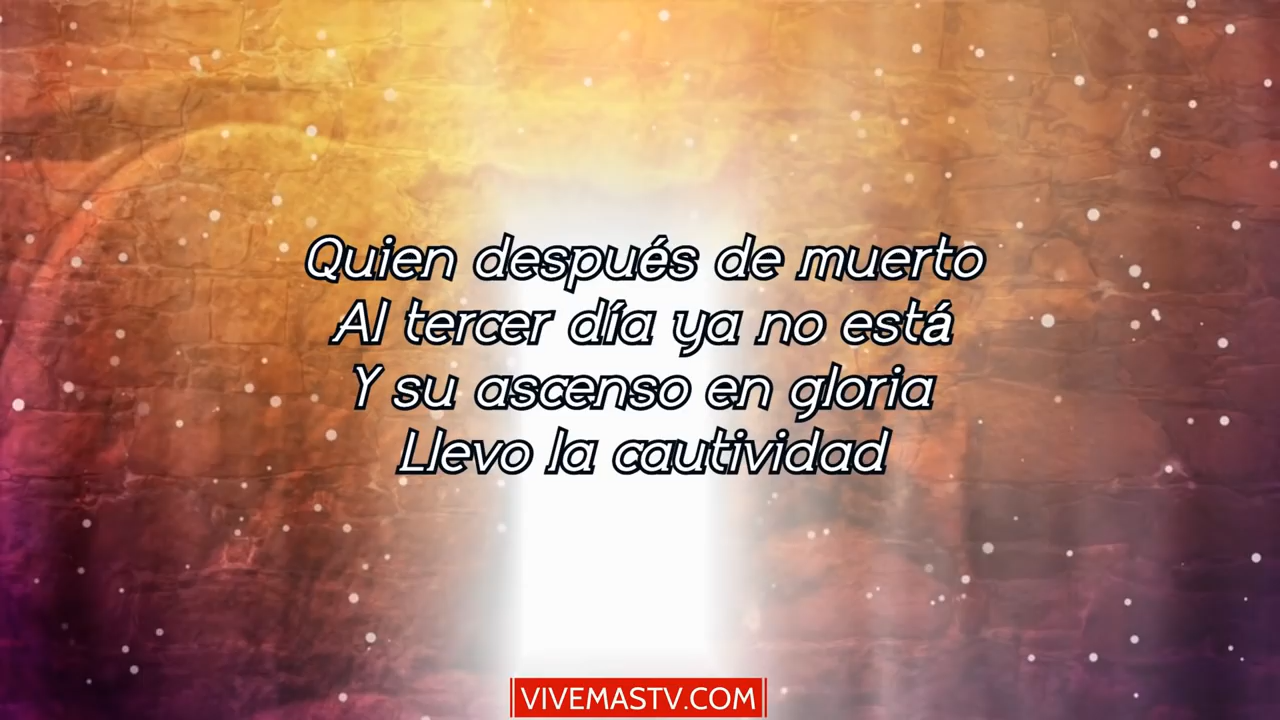 Quien después de muerto
Al tercer día ya no está
Y su ascenso en gloria
Llevo la cautividad
VIVEMASTV.COM